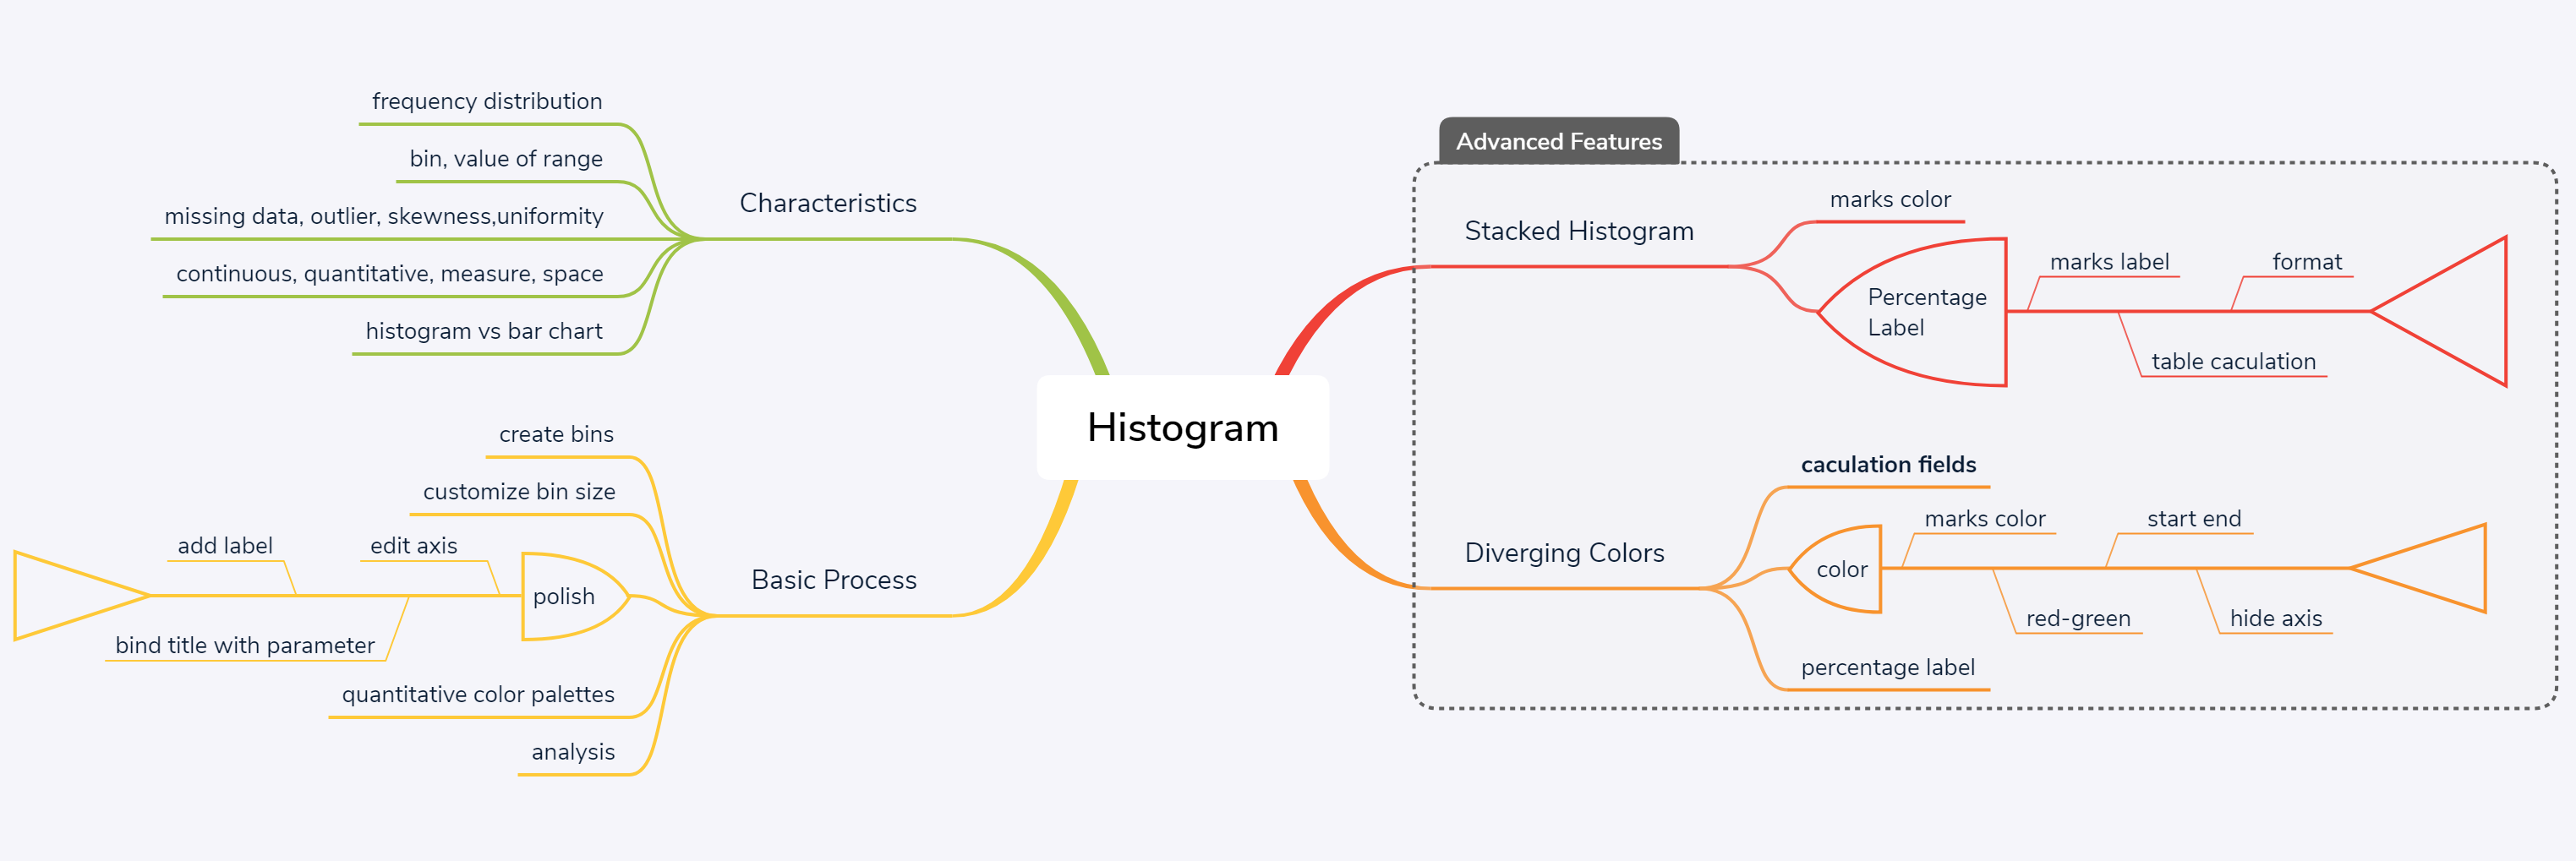 Histogram
Characteristics
frequency distribution
bin, value of range
missing data, outlier, skewness,uniformity
continuous, quantitative, measure, space
histogram vs bar chart
Basic Process
create bins
customize bin size
polish
edit axis
bind title with parameter
add label
quantitative color palettes
analysis
Advanced Features
Stacked Histogram
marks color
Percentage
Label
marks label
table caculation
format
Diverging Colors
caculation fields
color
marks color
red-green
start end
hide axis
percentage label